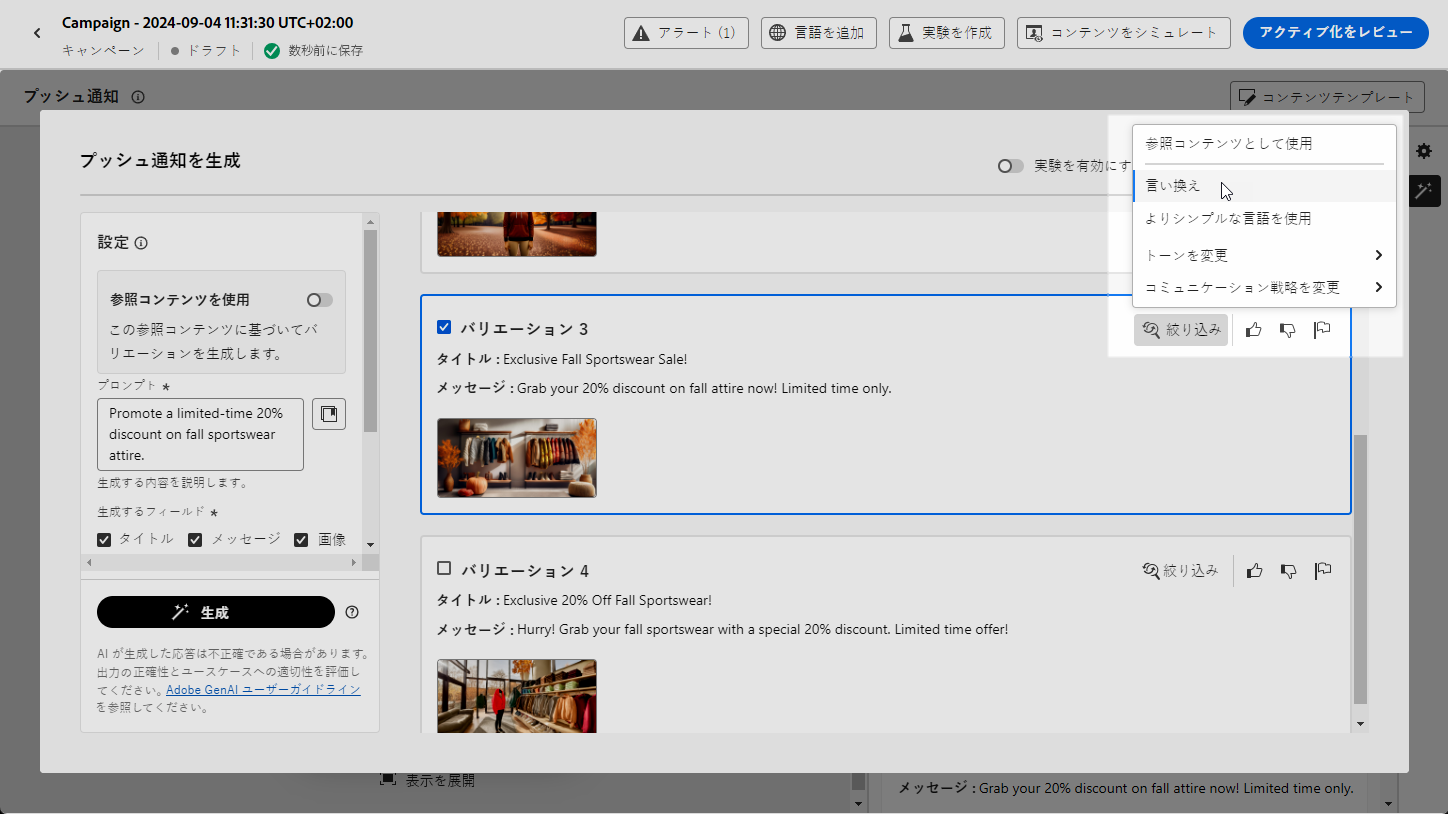 Campaign - 2024-09-04 11:31:30 UTC+02:00
キャンペーン
ドラフト
数秒前に保存
アラート (1)
言語を追加
実験を作成
コンテンツをシミュレート
アクティブ化をレビュー
プッシュ通知
コンテンツテンプレート
プッシュ通知を生成
実験を有効にす
参照コンテンツとして使用
言い換え
よりシンプルな言語を使用
トーンを変更
コミュニケーション戦略を変更
設定
参照コンテンツを使用
この参照コンテンツに基づいてバ
リエーションを生成します。
プロンプト *
Promote a limited-time 20%
discount on fall sportswear
attire.
生成する内容を説明します。
生成するフィールド *
タイトル
メッセージ
画像
生成
AI が生成した応答は不正確である場合があります。
出力の正確性とユースケースへの適切性を評価し
てください。Adobe GenAI ユーザーガイドライン
を参照してください。
バリエーション 3
絞り込み
タイトル : Exclusive Fall Sportswear Sale!
メッセージ : Grab your 20% discount on fall attire now! Limited time only.
バリエーション 4
絞り込み
タイトル : Exclusive 20% Off Fall Sportswear!
メッセージ : Hurry! Grab your fall sportswear with a special 20% discount. Limited time offer!
表示を展開
メッセージ : Grab your 20% discount on fall attire now! Limited time only.